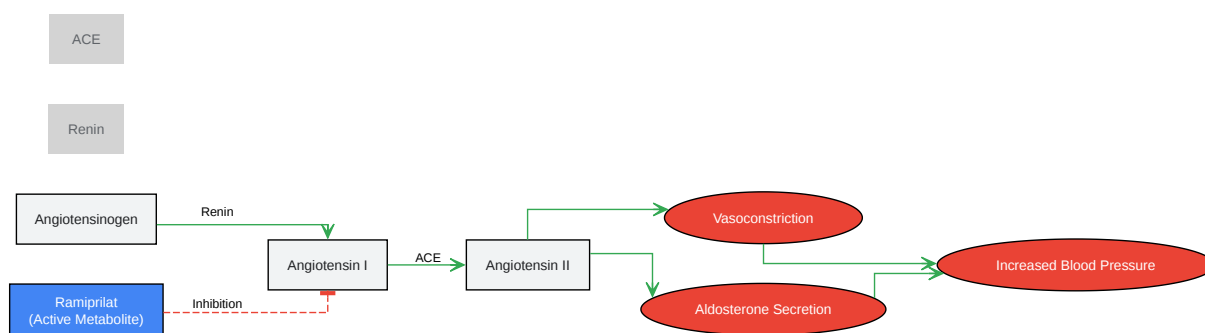 ACE
Renin
Angiotensinogen
Renin
Angiotensin I
ACE
Angiotensin II
Vasoconstriction
Increased Blood Pressure
Ramiprilat
(Active Metabolite)
Inhibition
Aldosterone Secretion